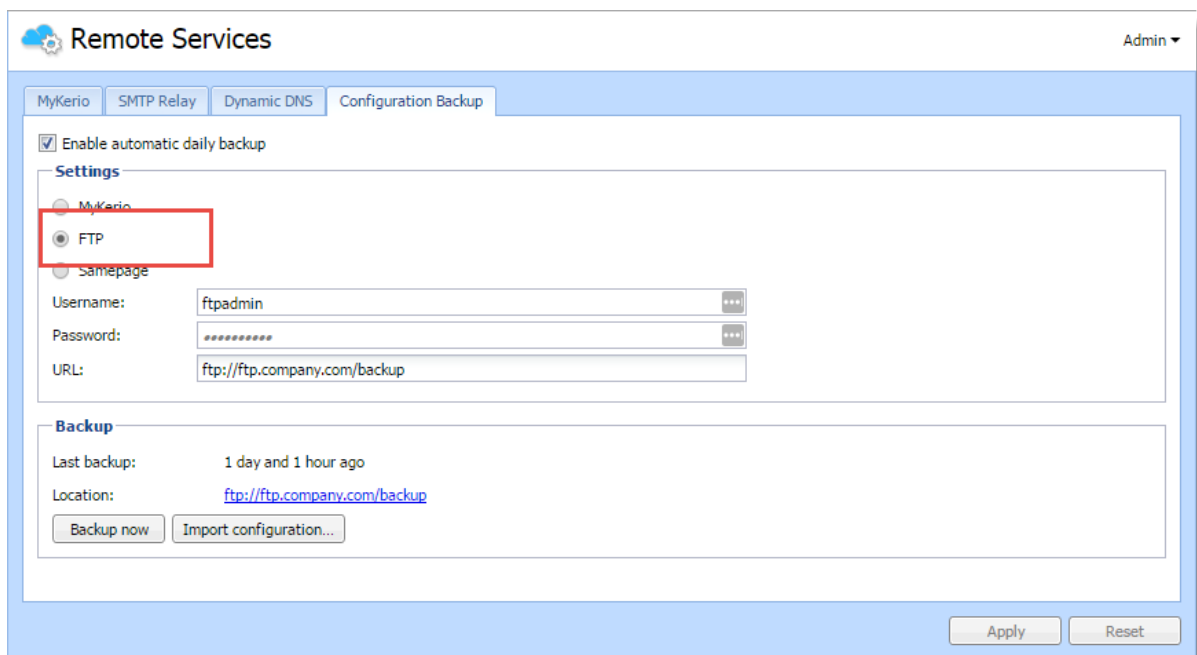 Remote Services
Admin
MyKerio SMTP Relay Dynamic DNS Configuration Backup
Enable automatic daily backup
Settings
MyKerio
FTP
Samepage
Username: ftpadmin
Password: ••••••••••
URL: ftp://ftp.company.com/backup
Backup
Last backup: 1 day and 1 hour ago
Location: ftp://ftp.company.com/backup
Backup now Import configuration...
Apply Reset